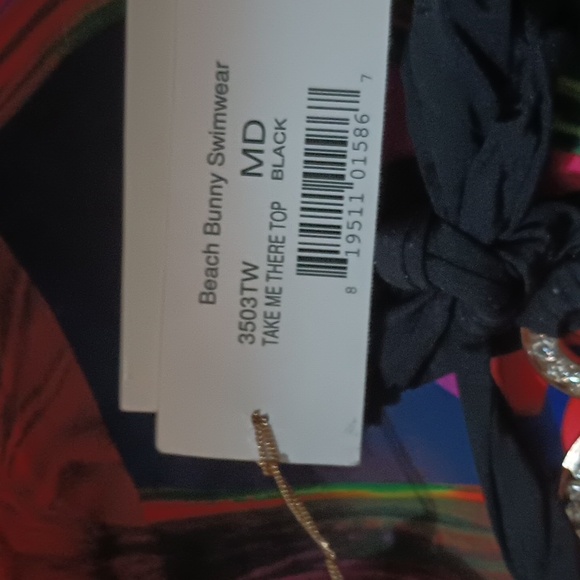 Beach Bunny Swimwear
3503TW MD
TAKE ME THERE TOP BLACK
8 19511 01586 7